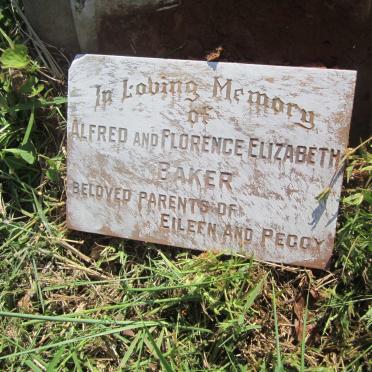 In Loving Memory
of
ALFRED AND FLORENCE ELIZABETH
BAKER
BELOVED PARENTS OF
EILEEN AND PEGGY